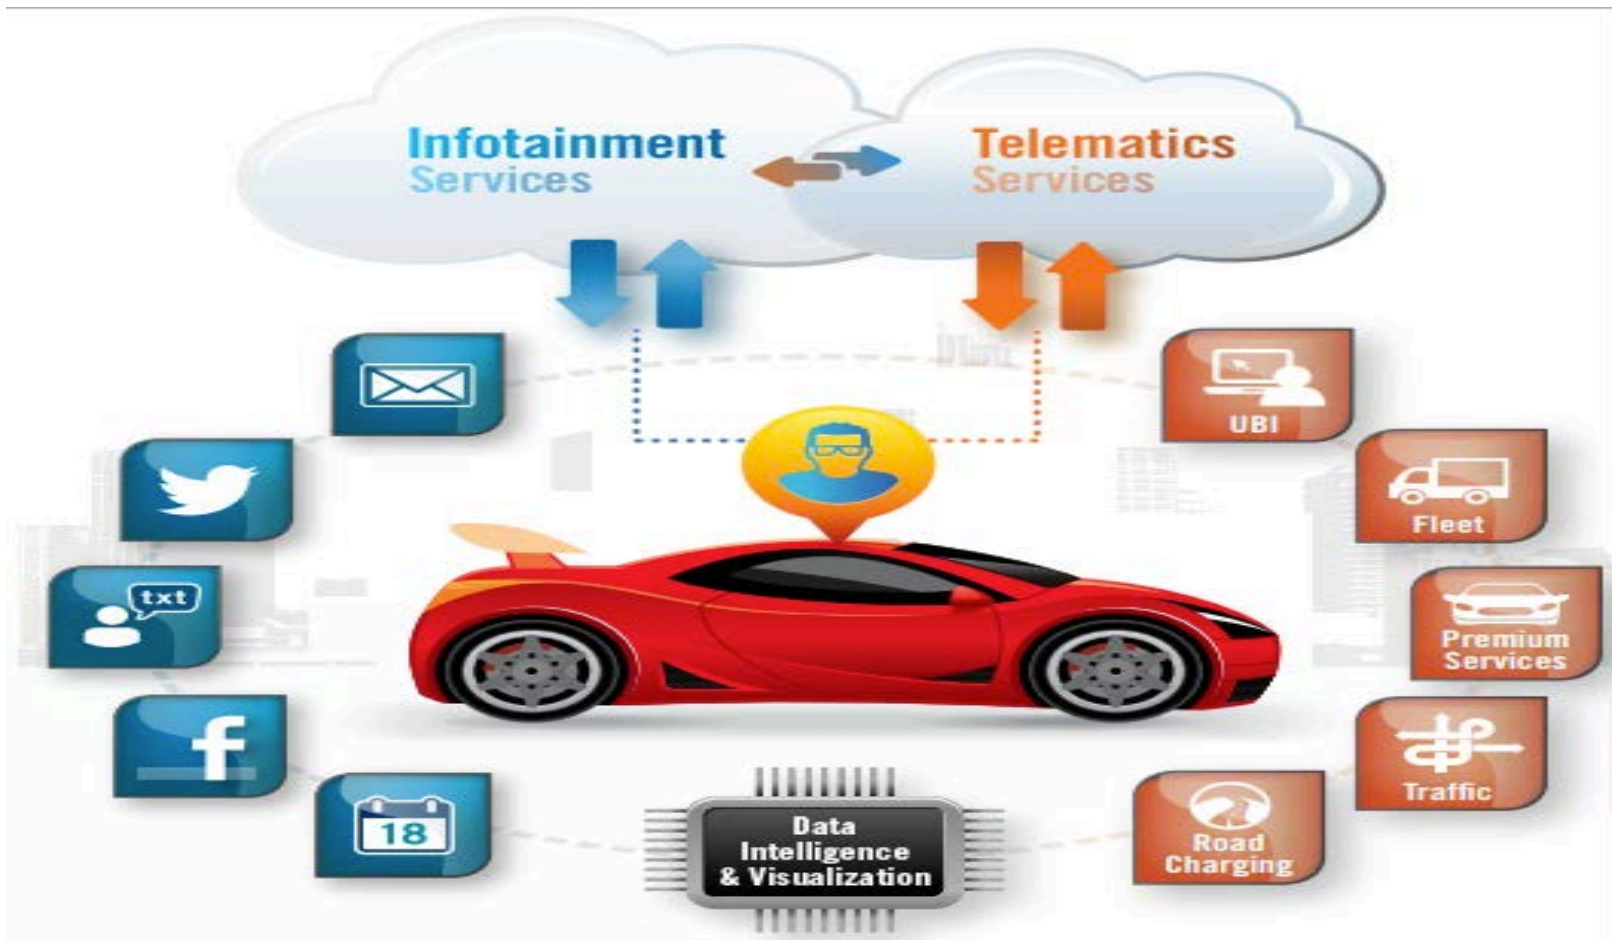 Infotainment
Services
Telematics
Services
UBI
Fleet
txt
Premium
Services
f
Traffic
18
Data
Intelligence
& Visualization
Road
Charging